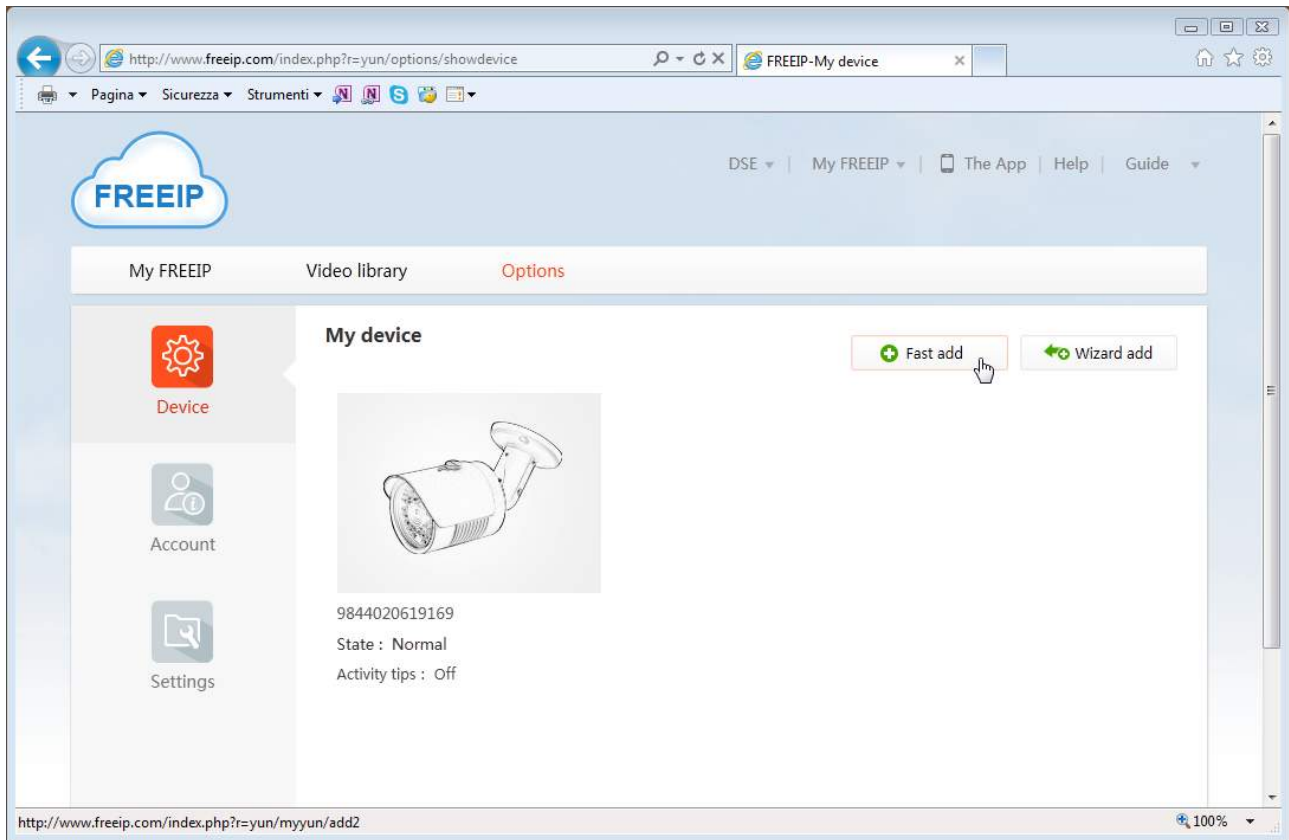 http://www.freeip.com/index.php?r=yun/options/showdevice
FREEIP-My device
Pagina Sicurezza Strumenti
FREEIP
DSE | My FREEIP | The App | Help | Guide
My FREEIP Video library Options
Device
Account
Settings
My device
Fast add
Wizard add
9844020619169
State : Normal
Activity tips : Off
http://www.freeip.com/index.php?r=yun/myyun/add2
100%